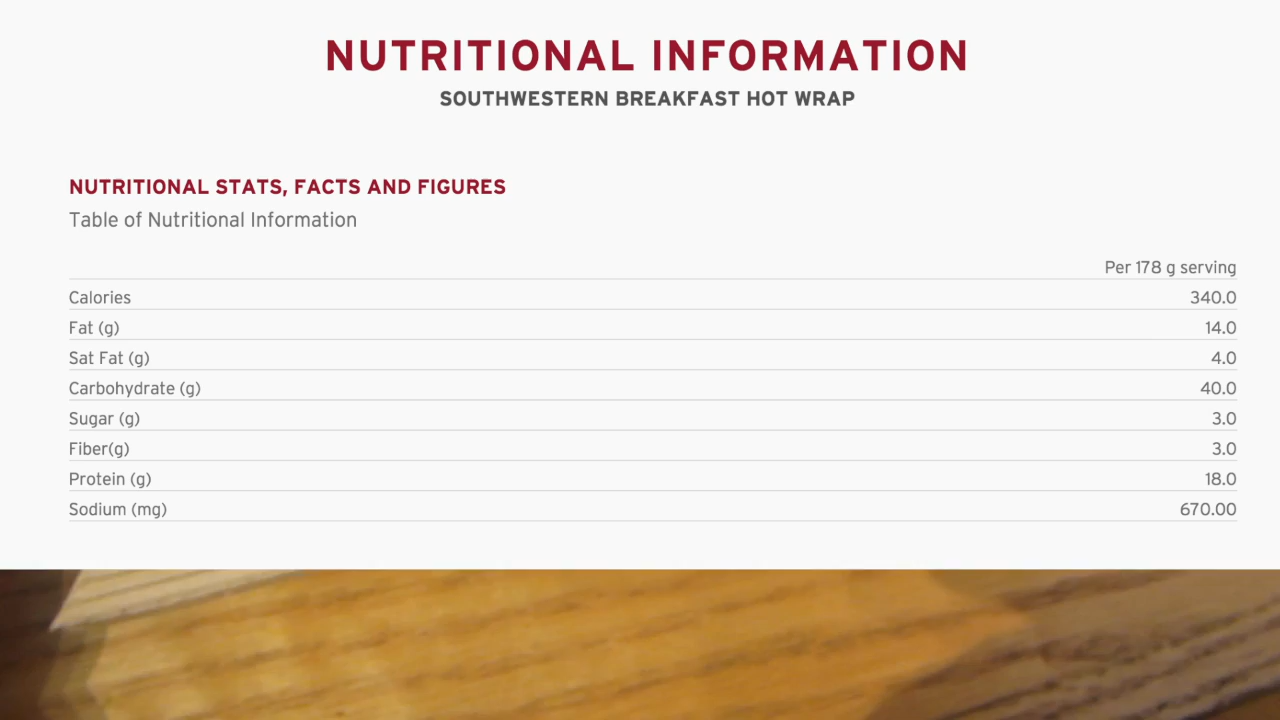 NUTRITIONAL INFORMATION
SOUTHWESTERN BREAKFAST HOT WRAP
NUTRITIONAL STATS, FACTS AND FIGURES
Table of Nutritional Information
Per 178 g serving
Calories 340.0
Fat (g) 14.0
Sat Fat (g) 4.0
Carbohydrate (g) 40.0
Sugar (g) 3.0
Fiber(g) 3.0
Protein (g) 18.0
Sodium (mg) 670.00